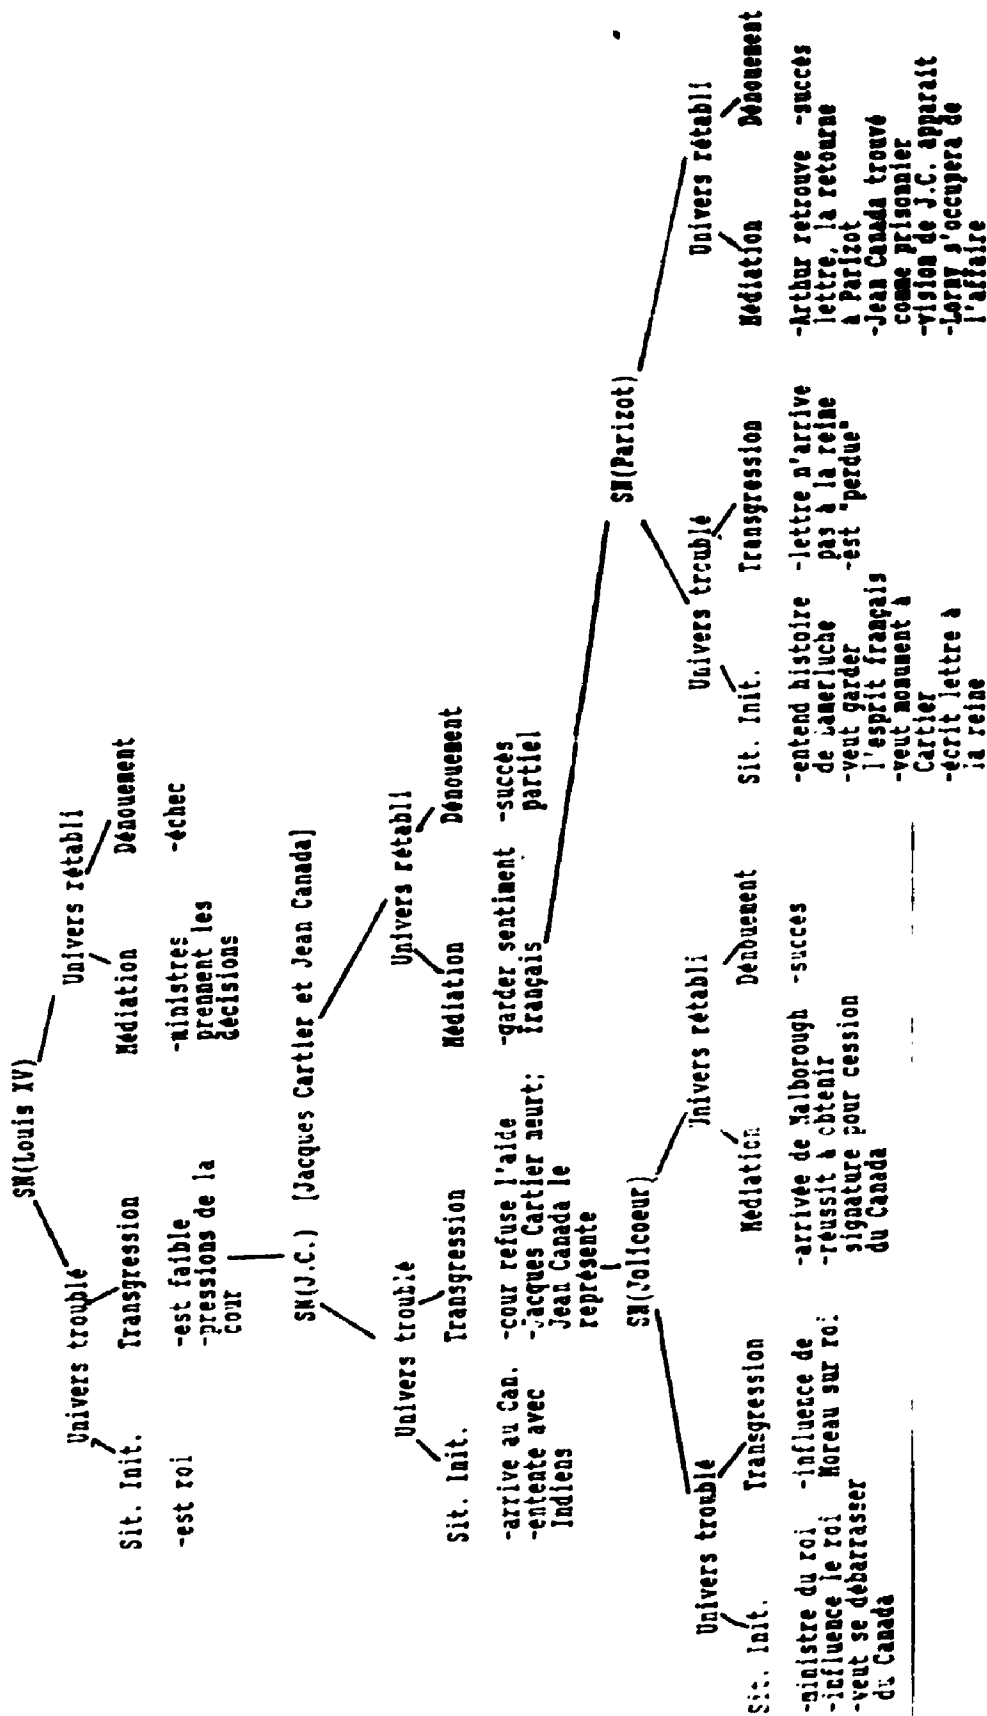 SN(Louis XV)
Univers troublé Univers rétabli
Sit. Init. Transgression Médiation Dénouement
-est roi -est faible -ministres -échec
-pressions de la prennent les
cour décisions
SN(J.C.) [Jacques Cartier et Jean Canada]
Univers troublé Univers rétabli
Sit. Init. Transgression Médiation Dénouement
-arrive au Can. -cour refuse l'aide -garder sentiment -succès
-entente avec -Jacques Cartier meurt; français partiel
Indiens Jean Canada le
représente
SN(Jolicoeur) SN(Parizot)
Univers troublé Univers rétabli Univers troublé Univers rétabli
Sit. Init. Transgression Médiation Dénouement Sit. Init. Transgression Médiation Dénouement
-ministre du roi -influence de -arrivée de Malborough -succès -entend histoire -lettre n'arrive -Arthur retrouve -succès
-influence le roi Moreau sur roi -réussit à obtenir de Lamerluche pas à la reine lettre, la retourne
-veut se débarrasser signature pour cession -veut garder -est "perdue" à Parizot
du Canada du Canada l'esprit français -Jean Canada trouvé
-veut monument à comme prisonnier
Cartier -vision de J.C. apparait
-écrit lettre à -Lorny s'occupera de
la reine l'affaire